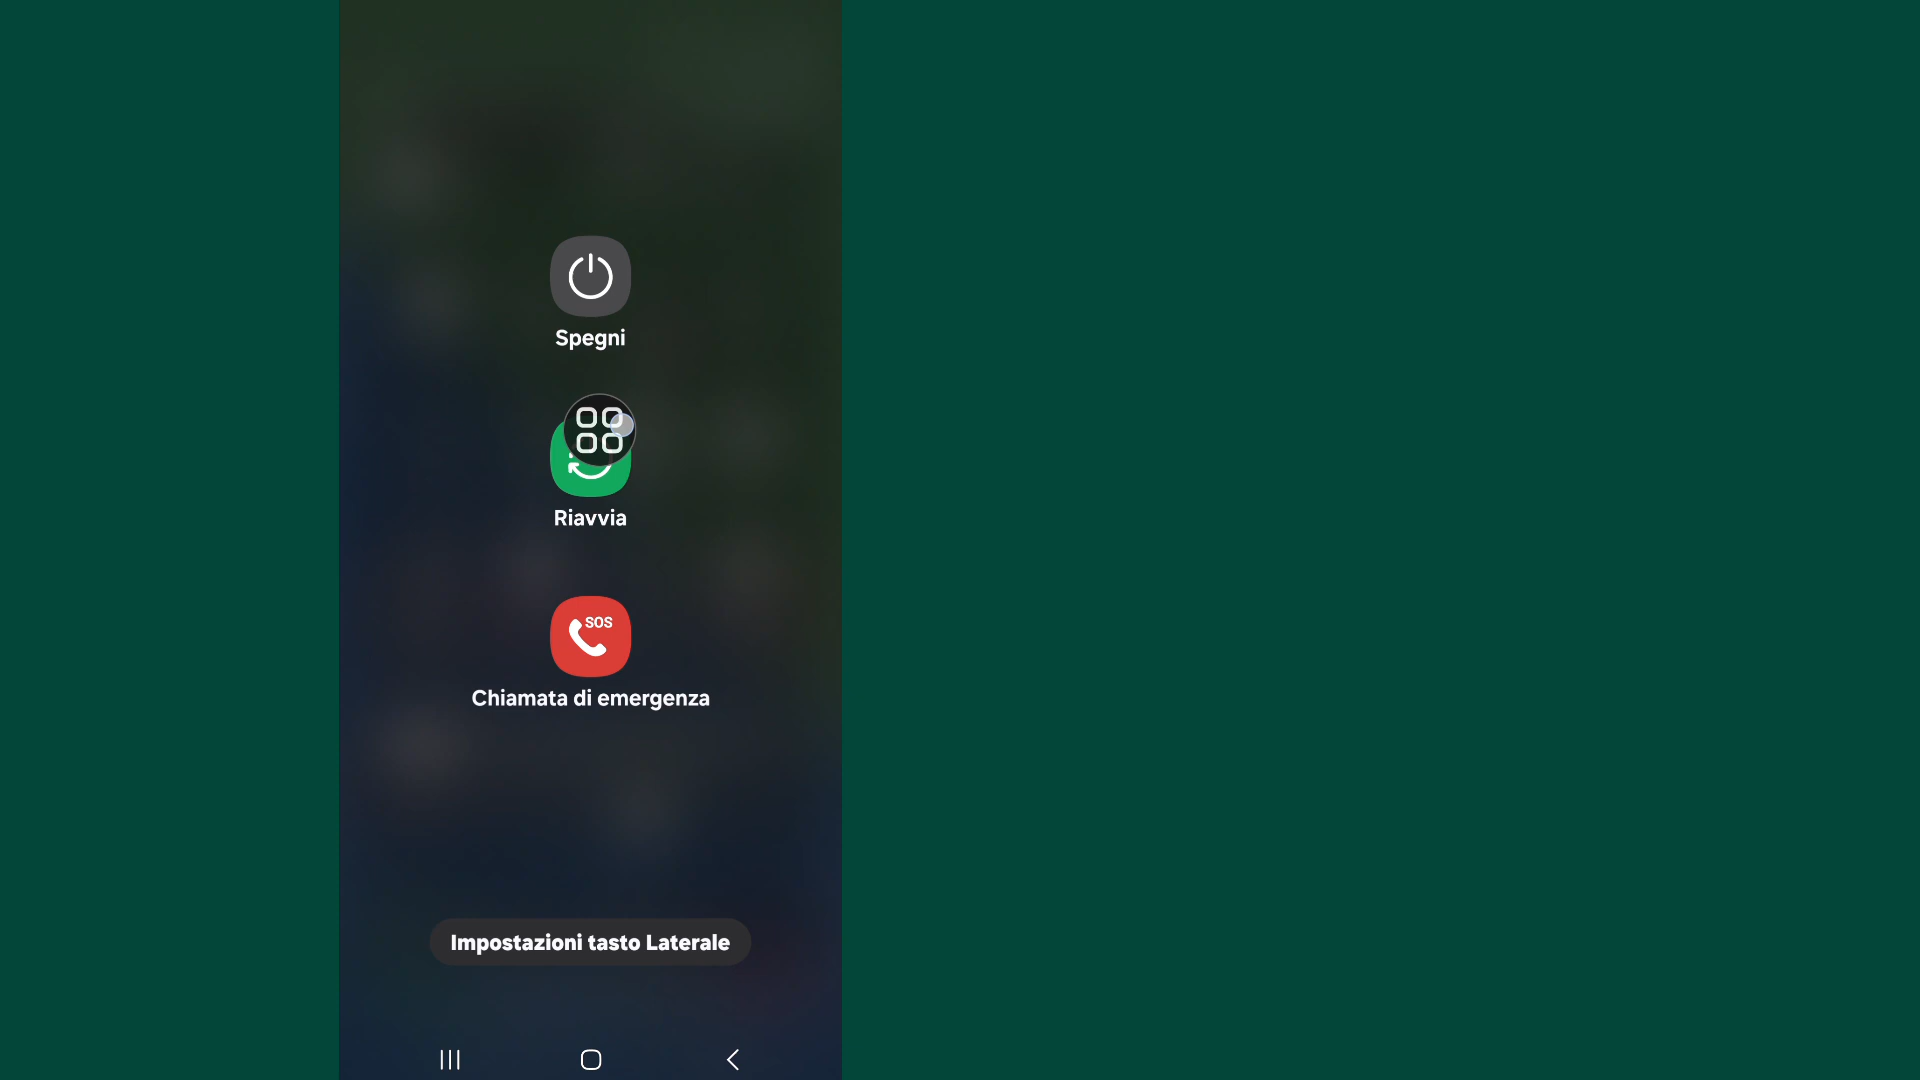 Spegni
Riavvia
SOS
Chiamata di emergenza
Impostazioni tasto Laterale